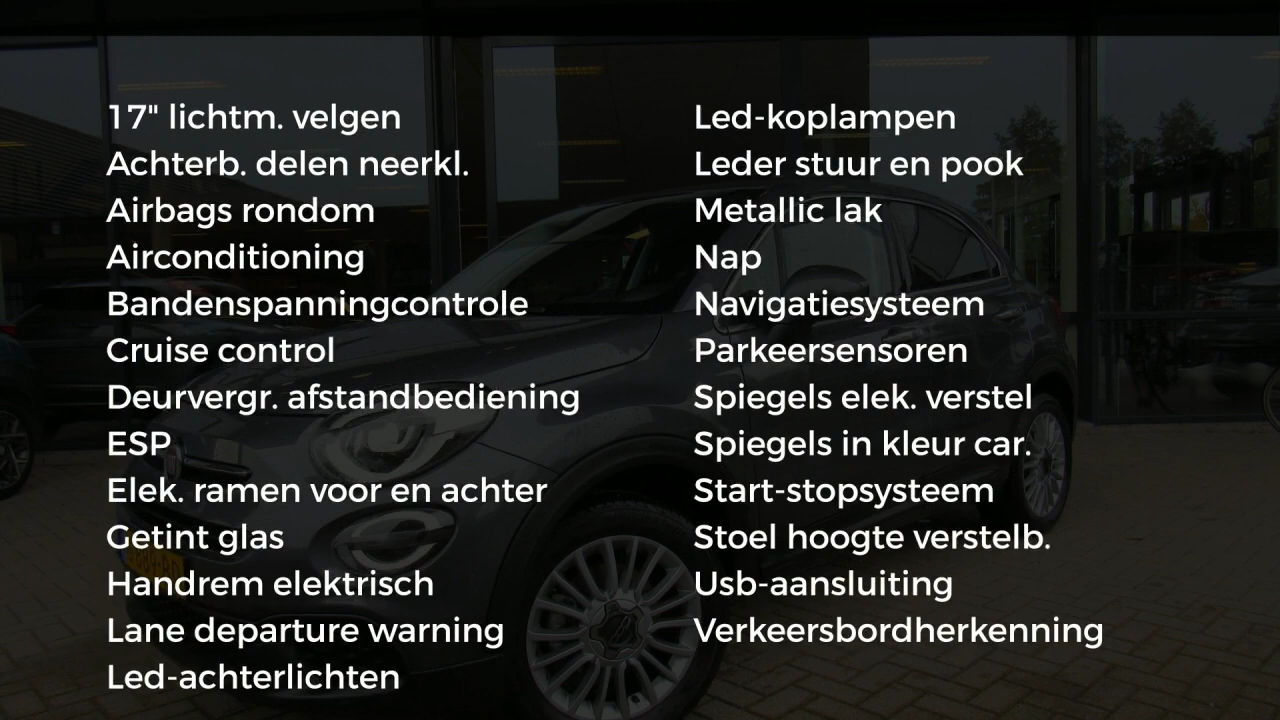 17" lichtm. velgen
Achterb. delen neerkl.
Airbags rondom
Airconditioning
Bandenspanningcontrole
Cruise control
Deurvergr. afstandbediening
ESP
Elek. ramen voor en achter
Getint glas
Handrem elektrisch
Lane departure warning
Led-achterlichten
Led-koplampen
Leder stuur en pook
Metallic lak
Nap
Navigatiesysteem
Parkeersensoren
Spiegels elek. verstel
Spiegels in kleur car.
Start-stopsysteem
Stoel hoogte verstelb.
Usb-aansluiting
Verkeersbordherkenning